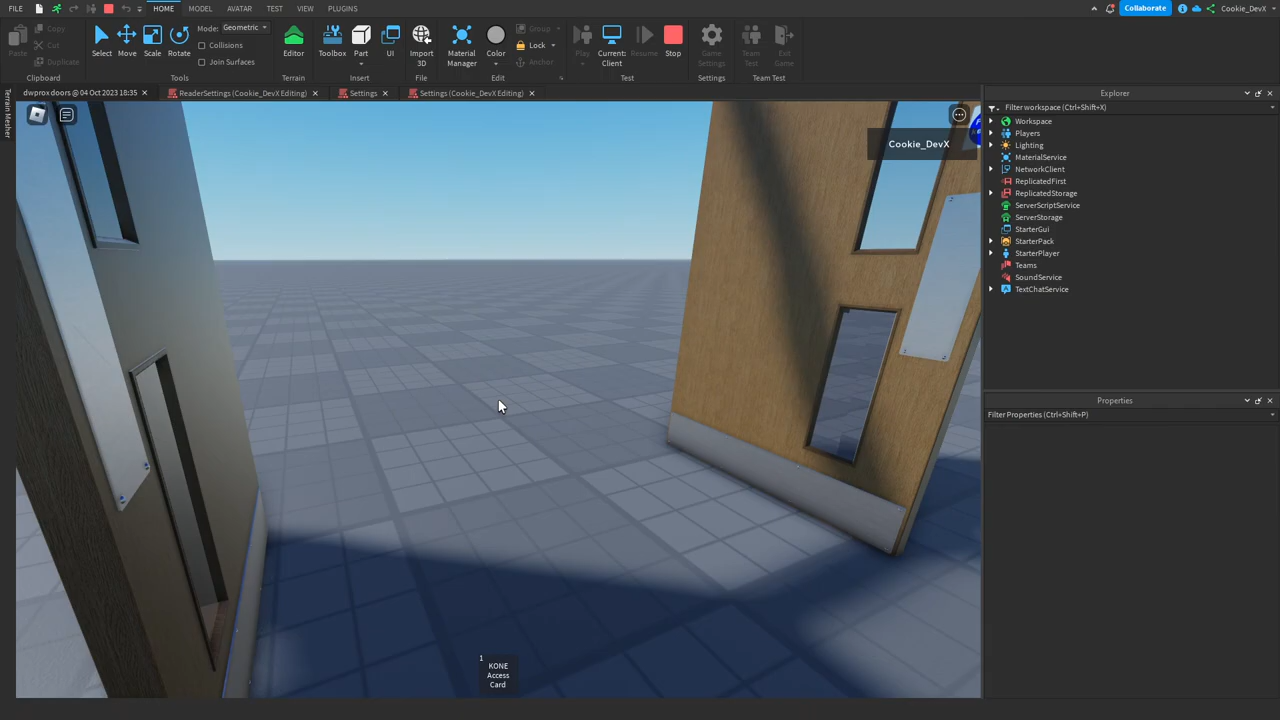 FILE
HOME
MODEL
AVATAR
TEST
VIEW
PLUGINS
Collaborate
Cookie_DevX
Paste
Copy
Cut
Duplicate
Clipboard
Select
Move
Scale
Rotate
Mode: Geometric
Collisions
Join Surfaces
Tools
Editor
Terrain
Toolbox
Part
UI
Insert
Import
3D
File
Material
Manager
Color
Group
Lock
Anchor
Edit
Play
Current:
Client
Resume
Stop
Test
Game
Settings
Settings
Team
Test
Exit
Game
Team Test
dwprox doors @ 04 Oct 2023 18:35
ReaderSettings (Cookie_DevX Editing)
Settings
Settings (Cookie_DevX Editing)
Terrain Mesher
Cookie_DevX
1
KONE
Access
Card
Explorer
Filter workspace (Ctrl+Shift+X)
Workspace
Players
Lighting
MaterialService
NetworkClient
ReplicatedFirst
ReplicatedStorage
ServerScriptService
ServerStorage
StarterGui
StarterPack
StarterPlayer
Teams
SoundService
TextChatService
Properties
Filter Properties (Ctrl+Shift+P)